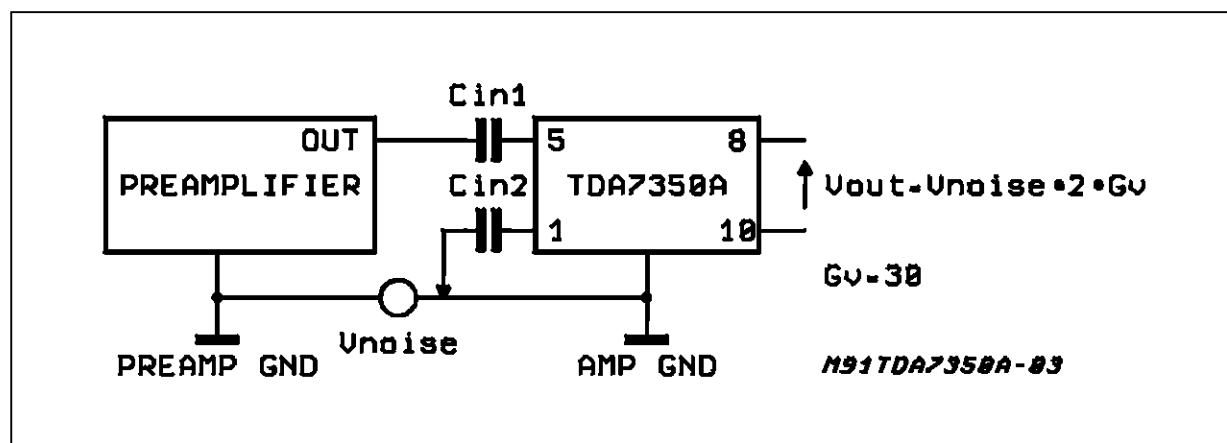 Cin1
OUT
PREAMPLIFIER
5
8
TDA7350A
Cin2
1
10
Vout=Vnoise*2*Gv
Gv=30
Vnoise
PREAMP GND
AMP GND
M91TDA7350A-03